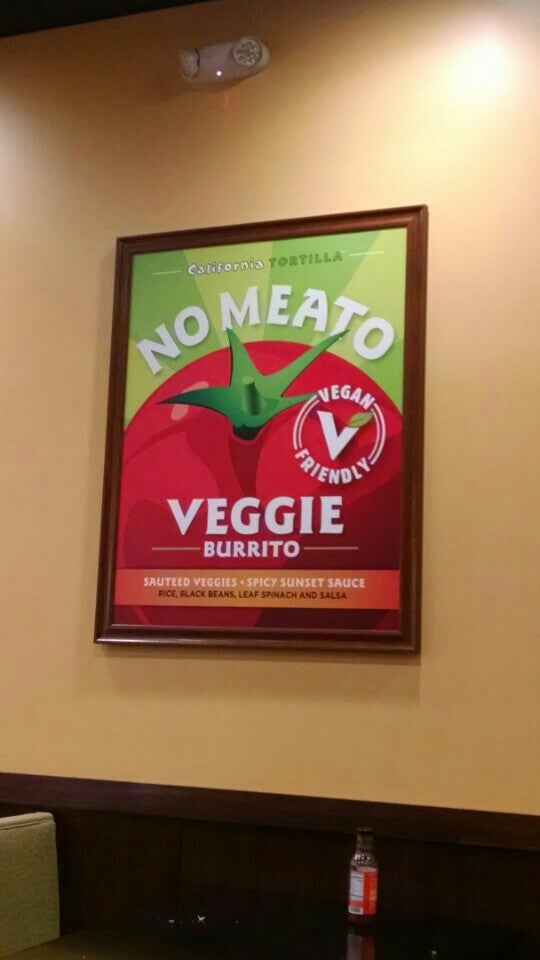 California TORTILLA
NO MEATO
VEGAN
V
FRIENDLY
VEGGIE
BURRITO
SAUTEED VEGGIES • SPICY SUNSET SAUCE
RICE, BLACK BEANS, LEAF SPINACH AND SALSA